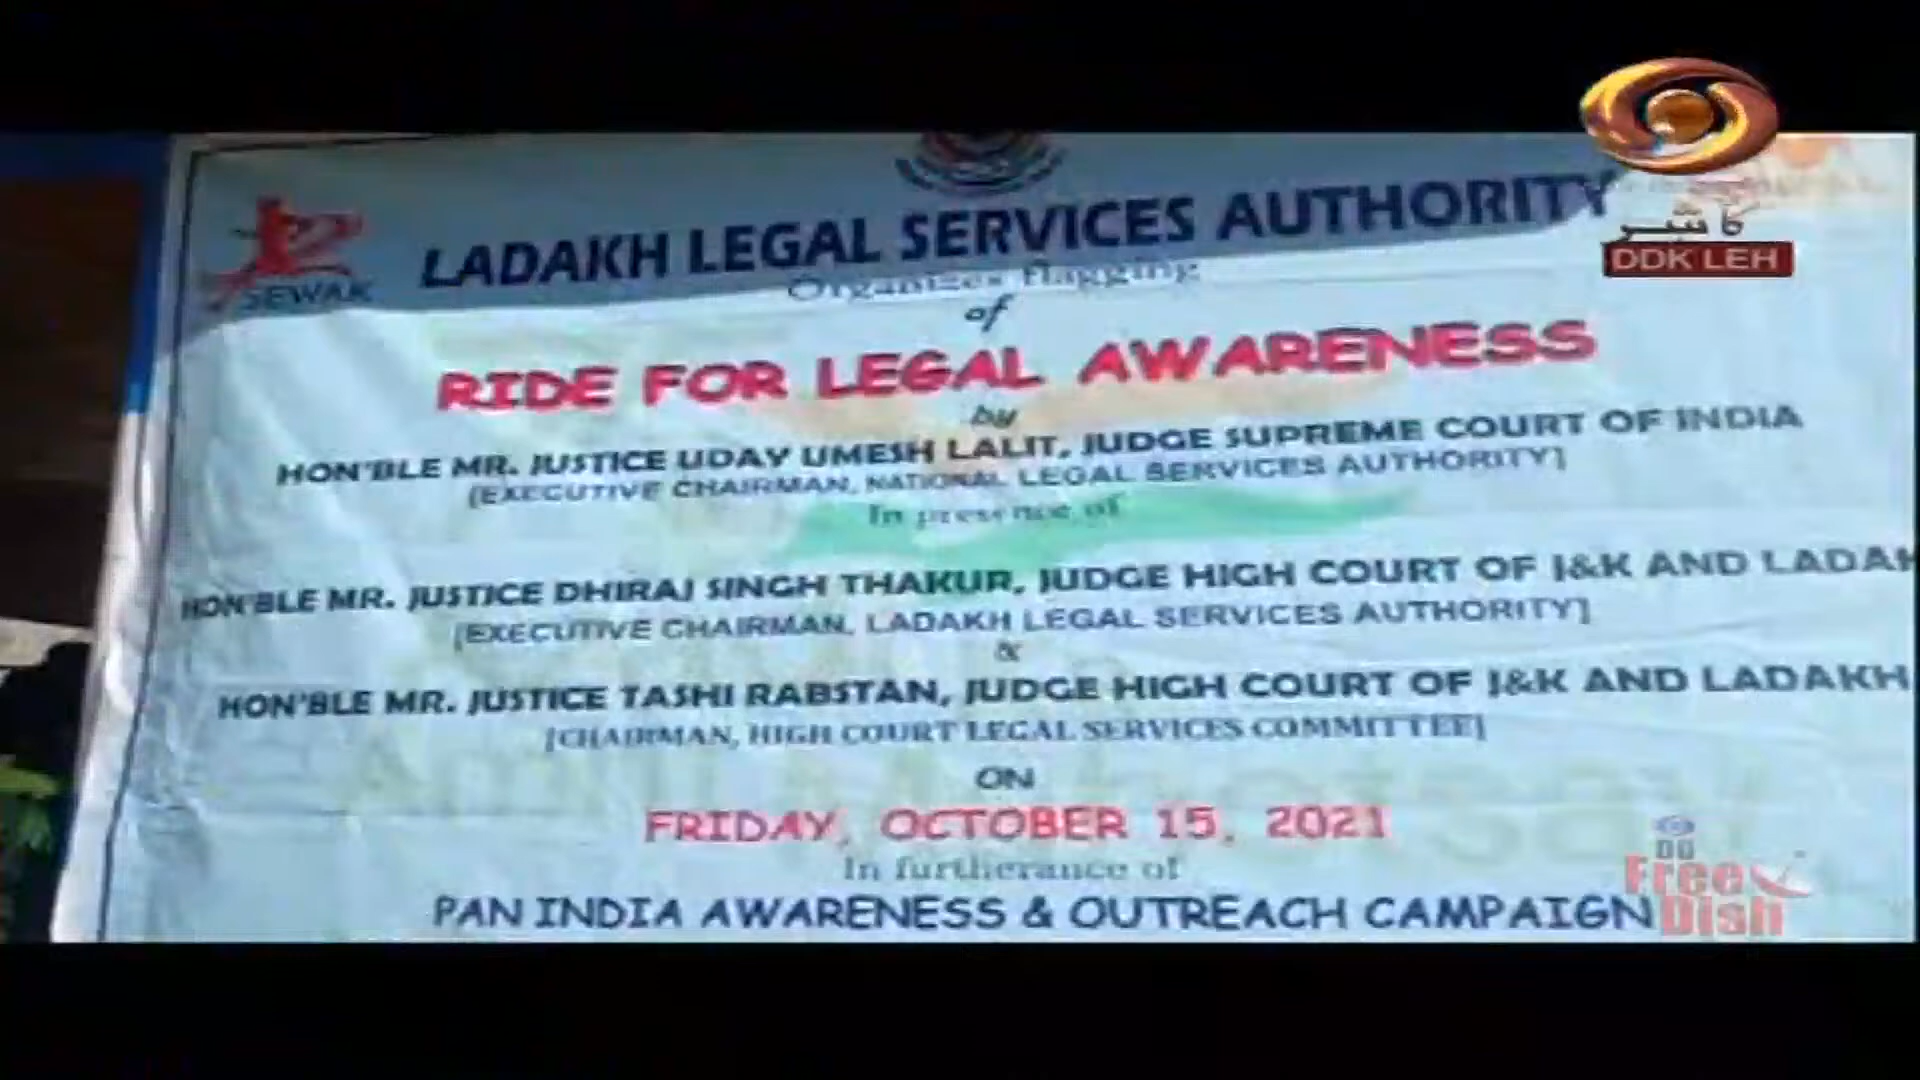 LADAKH LEGAL SERVICES AUTHORITY
SEWAK
Organizes flagging
of
RIDE FOR LEGAL AWARENESS
by
HON'BLE MR. JUSTICE UDAY UMESH LALIT, JUDGE SUPREME COURT OF INDIA
[EXECUTIVE CHAIRMAN, NATIONAL LEGAL SERVICES AUTHORITY]
In presence of
HON'BLE MR. JUSTICE DHIRAJ SINGH THAKUR, JUDGE HIGH COURT OF J&K AND LADAKH
[EXECUTIVE CHAIRMAN, LADAKH LEGAL SERVICES AUTHORITY]
&
HON'BLE MR. JUSTICE TASHI RABSTAN, JUDGE HIGH COURT OF J&K AND LADAKH
[CHAIRMAN, HIGH COURT LEGAL SERVICES COMMITTEE]
ON
FRIDAY, OCTOBER 15, 2021
In furtherance of
PAN INDIA AWARENESS & OUTREACH CAMPAIGN
کاشر
DDK LEH
DD
Free
Dish